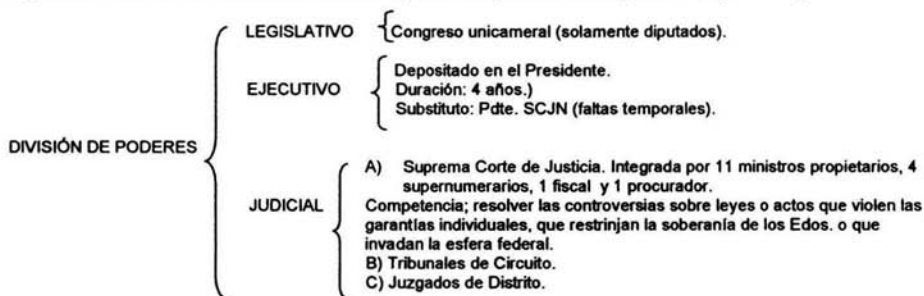 LEGISLATIVO Congreso unicameral (solamente diputados).
Depositado en el Presidente.
EJECUTIVO Duración: 4 años.)
Substituto: Pdte. SCJN (faltas temporales).
DIVISIÓN DE PODERES
A) Suprema Corte de Justicia. Integrada por 11 ministros propietarios, 4
supernumerarios, 1 fiscal y 1 procurador.
JUDICIAL Competencia; resolver las controversias sobre leyes o actos que violen las
garantías individuales, que restrinjan la soberanía de los Edos. o que
invadan la esfera federal.
B) Tribunales de Circuito.
C) Juzgados de Distrito.